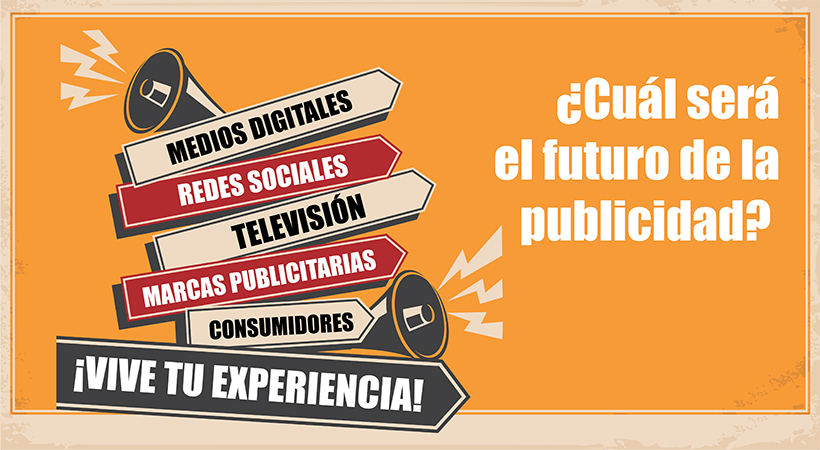 MEDIOS DIGITALES
REDES SOCIALES
TELEVISIÓN
MARCAS PUBLICITARIAS
CONSUMIDORES
¡VIVE TU EXPERIENCIA!
¿Cuál será
el futuro de la
publicidad?